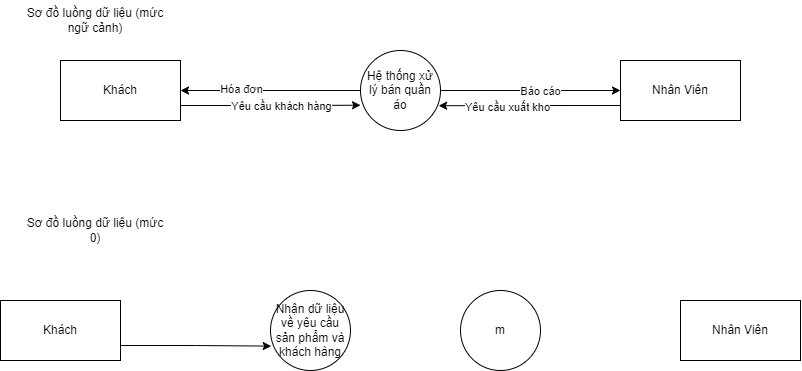 Sơ đồ luồng dữ liệu (mức
ngữ cảnh)
Khách
Hóa đơn
Yêu cầu khách hàng
Hệ thống xử
lý bán quần
áo
Báo cáo
Yêu cầu xuất kho
Nhân Viên
Sơ đồ luồng dữ liệu (mức
0)
Khách
Nhận dữ liệu
về yêu cầu
sản phẩm và
khách hàng
m
Nhân Viên